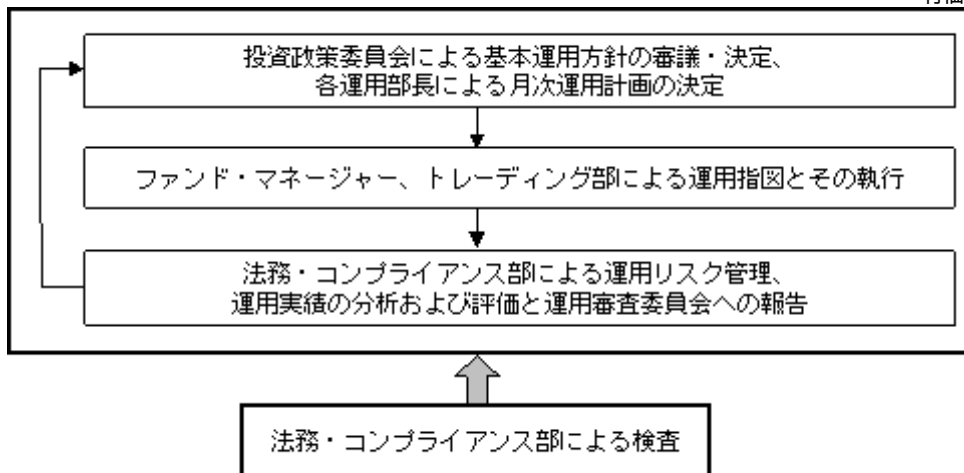 投資政策委員会による基本運用方針の審議・決定、
各運用部長による月次運用計画の決定
ファンド・マネージャー、トレーディング部による運用指図とその執行
法務・コンプライアンス部による運用リスク管理、
運用実績の分析および評価と運用審査委員会への報告
法務・コンプライアンス部による検査